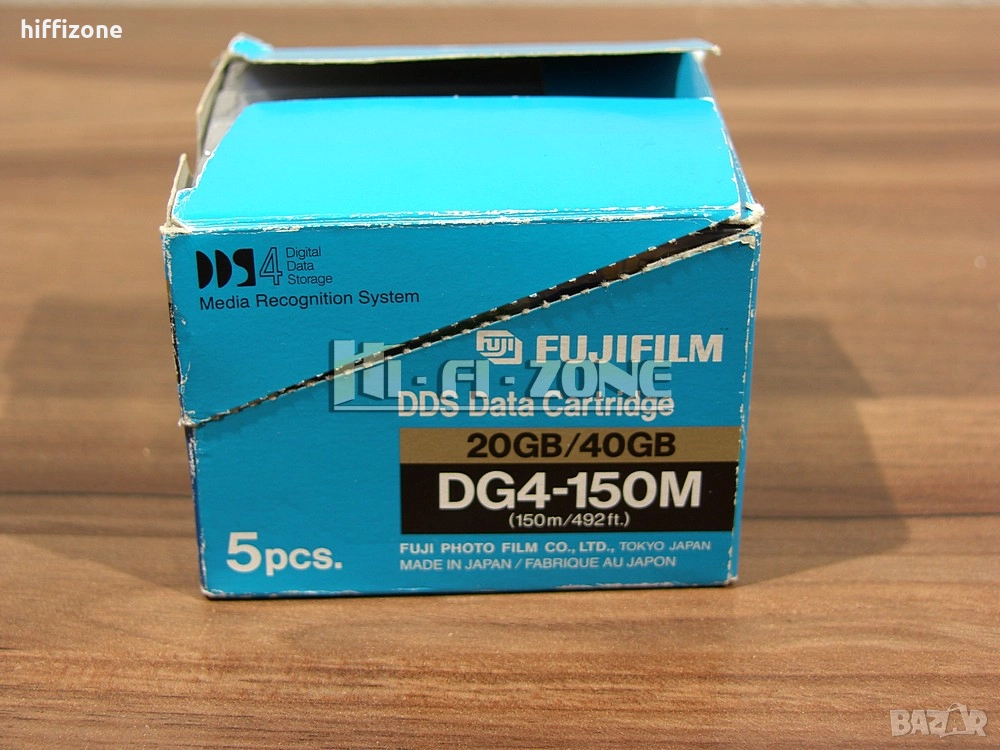 hiffizone
DDS4 Digital
Data
Storage
Media Recognition System
FUJI FUJIFILM
HI-FI-ZONE
DDS Data Cartridge
20GB/40GB
DG4-150M
(150m/492ft.)
5pcs.
FUJI PHOTO FILM CO., LTD., TOKYO JAPAN
MADE IN JAPAN / FABRIQUE AU JAPON
BAZAR